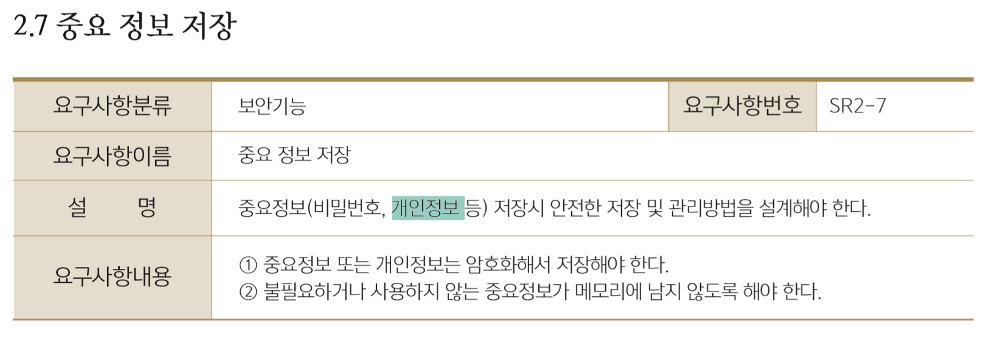 2.7 중요 정보 저장
요구사항분류 보안기능 요구사항번호 SR2-7
요구사항이름 중요 정보 저장
설 명 중요정보(비밀번호, 개인정보 등) 저장시 안전한 저장 및 관리방법을 설계해야 한다.
요구사항내용
① 중요정보 또는 개인정보는 암호화해서 저장해야 한다.
② 불필요하거나 사용하지 않는 중요정보가 메모리에 남지 않도록 해야 한다.